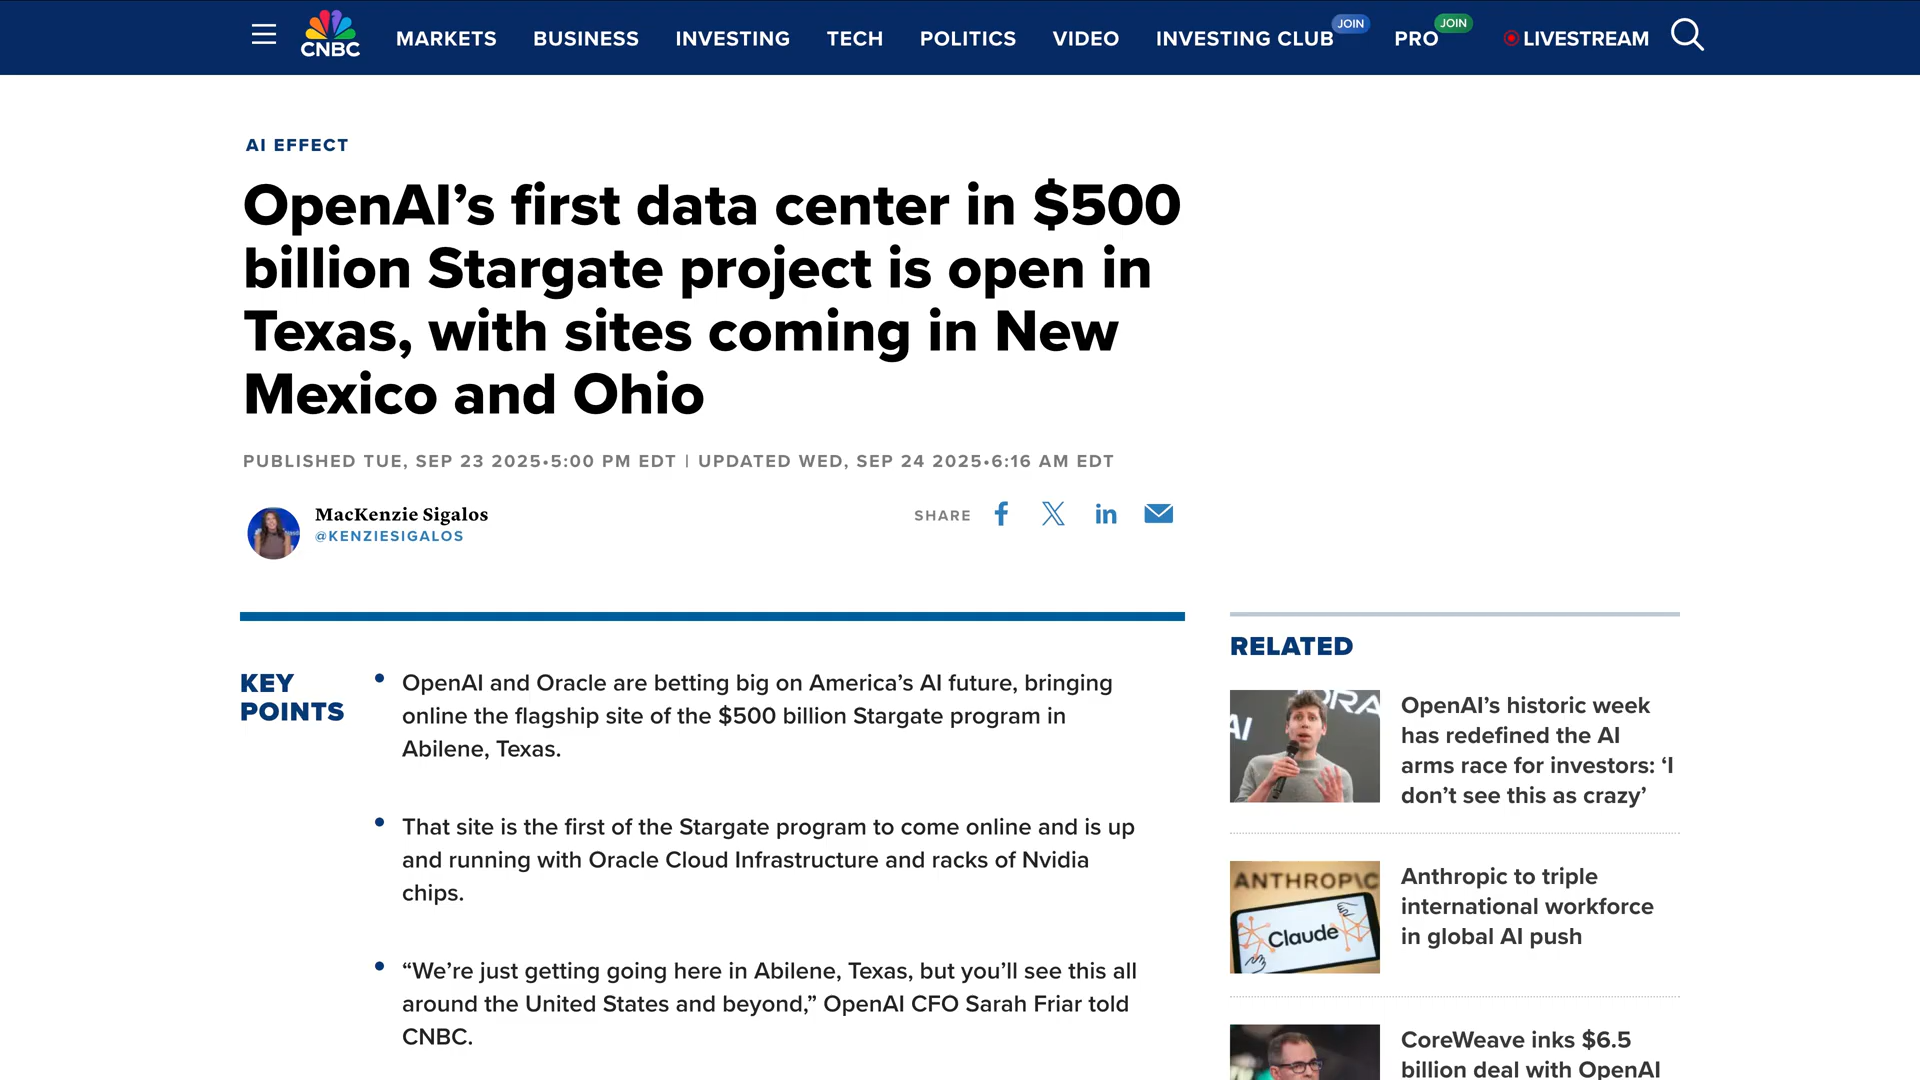 CNBC
MARKETS BUSINESS INVESTING TECH POLITICS VIDEO INVESTING CLUB JOIN PRO JOIN LIVESTREAM
AI EFFECT
OpenAI’s first data center in $500
billion Stargate project is open in
Texas, with sites coming in New
Mexico and Ohio
PUBLISHED TUE, SEP 23 2025•5:00 PM EDT | UPDATED WED, SEP 24 2025•6:16 AM EDT
MacKenzie Sigalos
@KENZIESIGALOS
SHARE
KEY
POINTS
OpenAI and Oracle are betting big on America’s AI future, bringing
online the flagship site of the $500 billion Stargate program in
Abilene, Texas.
That site is the first of the Stargate program to come online and is up
and running with Oracle Cloud Infrastructure and racks of Nvidia
chips.
“We’re just getting going here in Abilene, Texas, but you’ll see this all
around the United States and beyond,” OpenAI CFO Sarah Friar told
CNBC.
RELATED
AI
ORA
OpenAI’s historic week
has redefined the AI
arms race for investors: ‘I
don’t see this as crazy’
ANTHROP\C
Claude
Anthropic to triple
international workforce
in global AI push
CoreWeave inks $6.5
billion deal with OpenAI